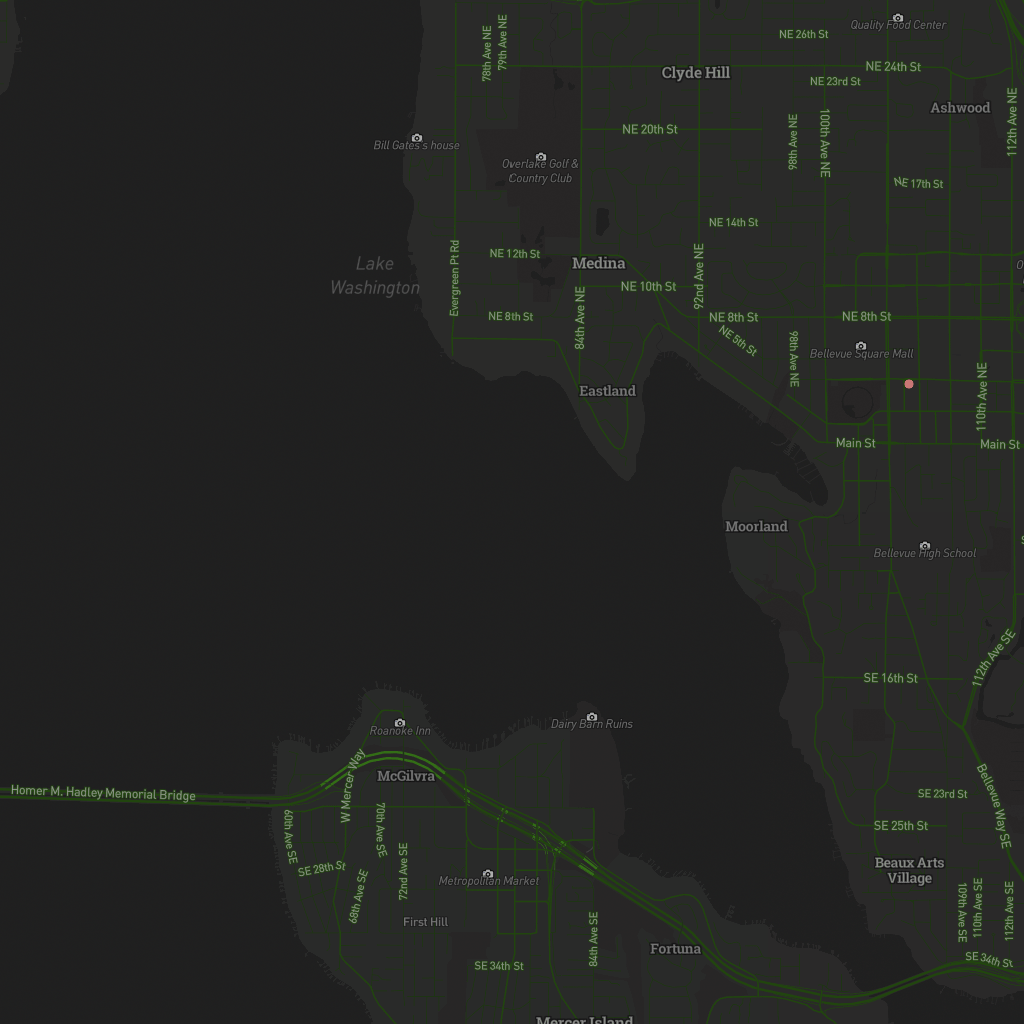 Quality Food Center
NE 26th St
78th Ave NE
79th Ave NE
Clyde Hill
NE 24th St
NE 23rd St
Ashwood
112th Ave NE
NE 20th St
98th Ave NE
100th Ave NE
Bill Gates's house
Overlake Golf &
Country Club
NE 17th St
NE 14th St
Lake
Washington
Evergreen Pt Rd
NE 12th St
Medina
92nd Ave NE
NE 10th St
84th Ave NE
NE 8th St
NE 8th St
NE 8th St
NE 5th St
98th Ave NE
Bellevue Square Mall
110th Ave NE
Eastland
Main St
Main St
Moorland
Bellevue High School
112th Ave SE
SE 16th St
Dairy Barn Ruins
Roanoke Inn
McGilvra
W Mercer Way
Homer M. Hadley Memorial Bridge
Bellevue Way SE
SE 23rd St
60th Ave SE
70th Ave SE
SE 25th St
SE 28th St
72nd Ave SE
68th Ave SE
Metropolitan Market
Beaux Arts
Village
109th Ave SE
110th Ave SE
112th Ave SE
First Hill
84th Ave SE
Fortuna
SE 34th St
SE 34th St
Mercer Island